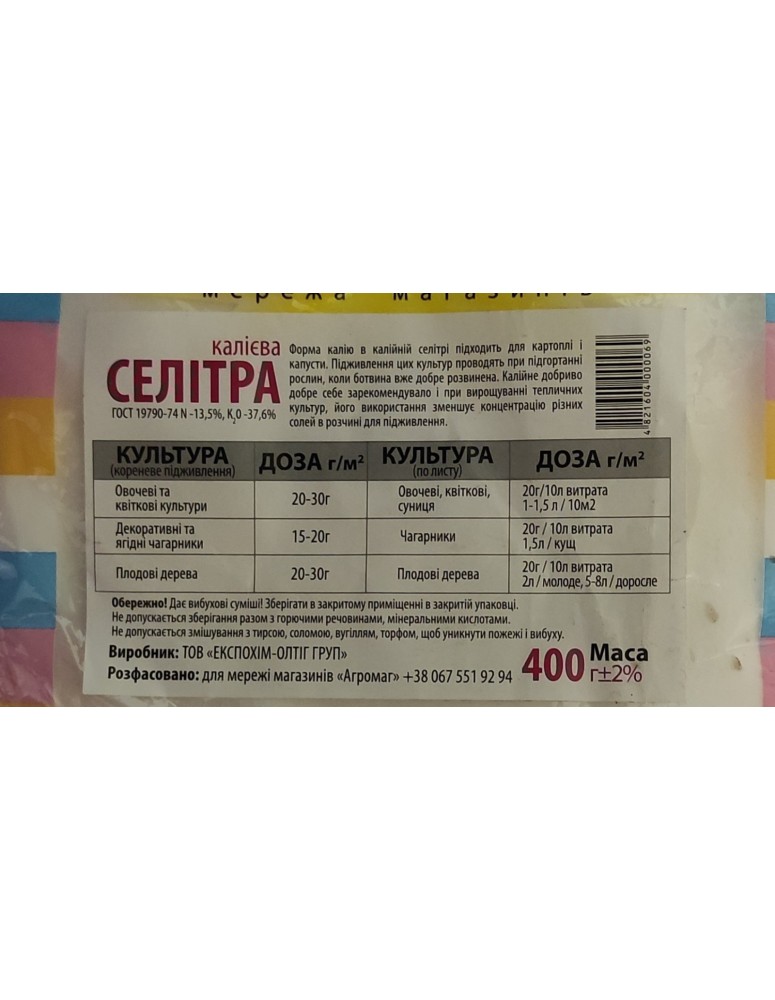 мережа магазинів
калієва
СЕЛІТРА
ГОСТ 19790-74 N -13,5%, K2O -37,6%
Форма калію в калійній селітрі підходить для картоплі і
капусти. Підживлення цих культур проводять при підгортанні
рослин, коли ботвина вже добре розвинена. Калійне добриво
добре себе зарекомендувало і при вирощуванні тепличних
культур, його використання зменшує концентрацію різних
солей в розчині для підживлення.
4821604000069
КУЛЬТУРА (кореневе підживлення) ДОЗА г/м² КУЛЬТУРА (по листу) ДОЗА г/м²
Овочеві та
квіткові культури
20-30г
Овочеві, квіткові,
суниця
20г/10л витрата
1-1,5 л / 10м2
Декоративні та
ягідні чагарники
15-20г
Чагарники
20г / 10л витрата
1,5л / кущ
Плодові дерева
20-30г
Плодові дерева
20г / 10л витрата
2л / молоде, 5-8л / доросле
Обережно! Дає вибухові суміші! Зберігати в закритому приміщенні в закритій упаковці.
Не допускається зберігання разом з горючими речовинами, мінеральними кислотами.
Не допускається змішування з тирсою, соломою, вугіллям, торфом, щоб уникнути пожежі і вибуху.
Виробник: ТОВ «ЕКСПОХІМ-ОЛТІГ ГРУП»
Розфасовано: для мережі магазинів «Агромаг» +38 067 551 92 94
400 Маса
г±2%